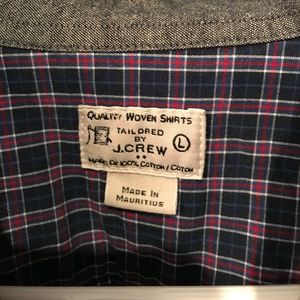 QUALITY WOVEN SHIRTS
TAILORED
BY
J.CREW
L
MADE OF 100% COTTON / COTON
MADE IN
MAURITIUS